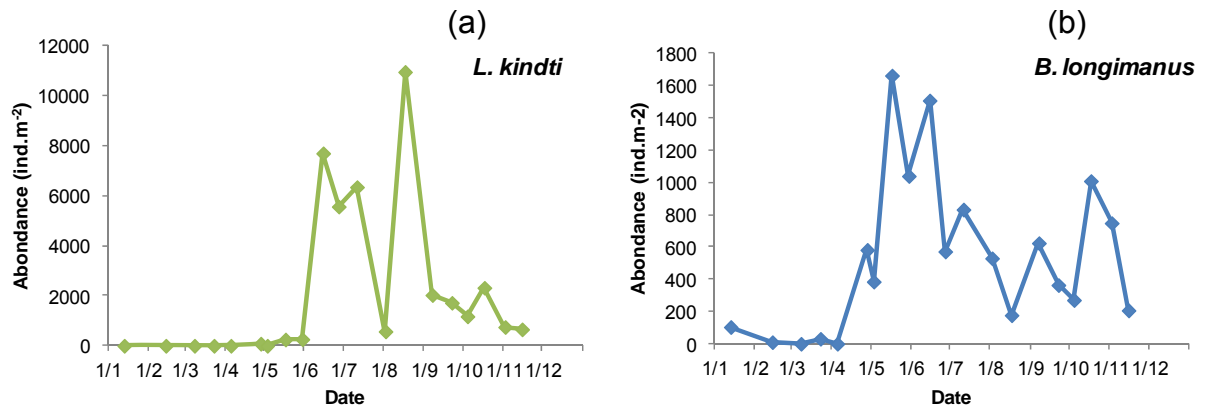 (a)
L. kindti
Abondance (ind.m-2)
12000
10000
8000
6000
4000
2000
0
1/1 1/2 1/3 1/4 1/5 1/6 1/7 1/8 1/9 1/10 1/11 1/12
Date
(b)
B. longimanus
Abondance (ind.m-2)
1800
1600
1400
1200
1000
800
600
400
200
0
1/1 1/2 1/3 1/4 1/5 1/6 1/7 1/8 1/9 1/10 1/11 1/12
Date